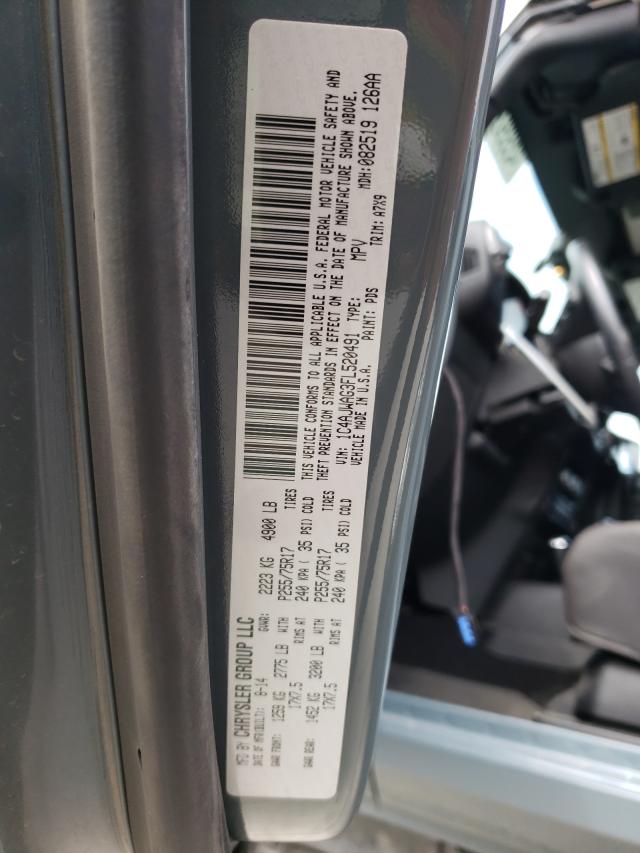 MFD BY CHRYSLER GROUP LLC
DATE OF MFR(BUILT): 8-14 GVWR: 2223 KG 4900 LB
GAWR FRONT: 1259 KG 2775 LB WITH P255/75R17 TIRES
17X7.5 RIMS AT 240 KPA( 35 PSI) COLD
GAWR REAR: 1452 KG 3200 LB WITH P255/75R17 TIRES
17X7.5 RIMS AT 240 KPA( 35 PSI) COLD
THIS VEHICLE CONFORMS TO ALL APPLICABLE U.S.A. FEDERAL MOTOR VEHICLE SAFETY AND
THEFT PREVENTION STANDARDS IN EFFECT ON THE DATE OF MANUFACTURE SHOWN ABOVE.
VIN: 1C4AJWAG3FL520491 TYPE: MPV MDH:082519 126AA
VEHICLE MADE IN U.S.A. PAINT: PDS TRIM: A7X9